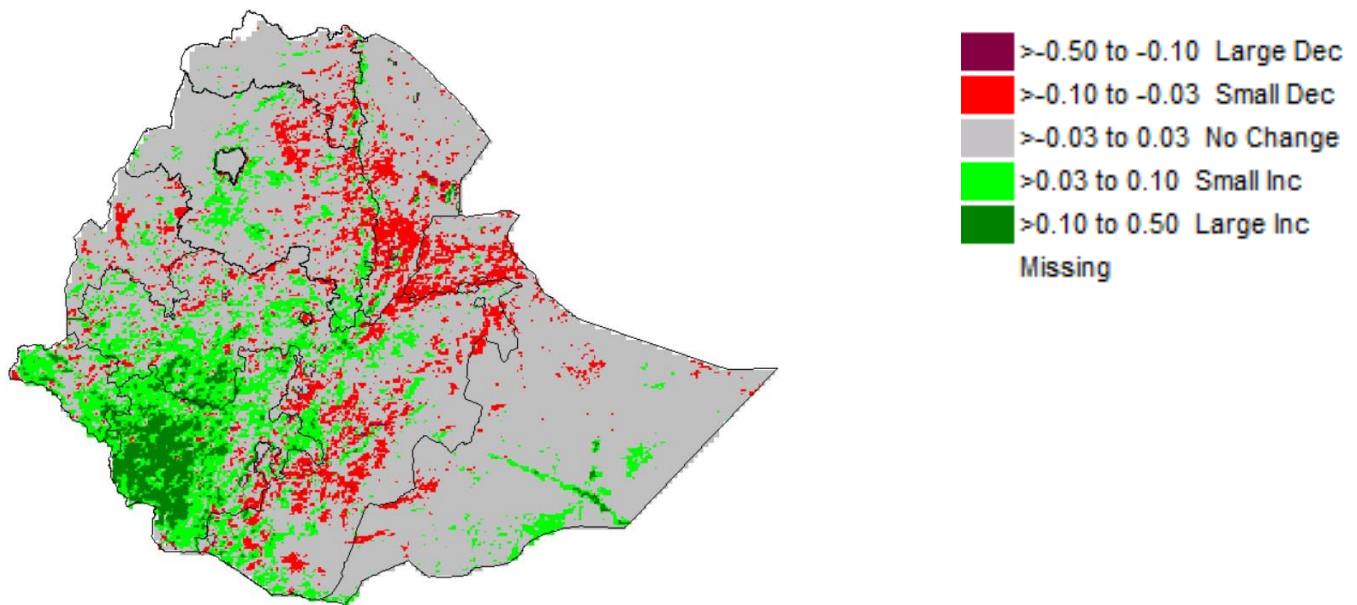 >-0.50 to -0.10 Large Dec
>-0.10 to -0.03 Small Dec
>-0.03 to 0.03 No Change
>0.03 to 0.10 Small Inc
>0.10 to 0.50 Large Inc
Missing